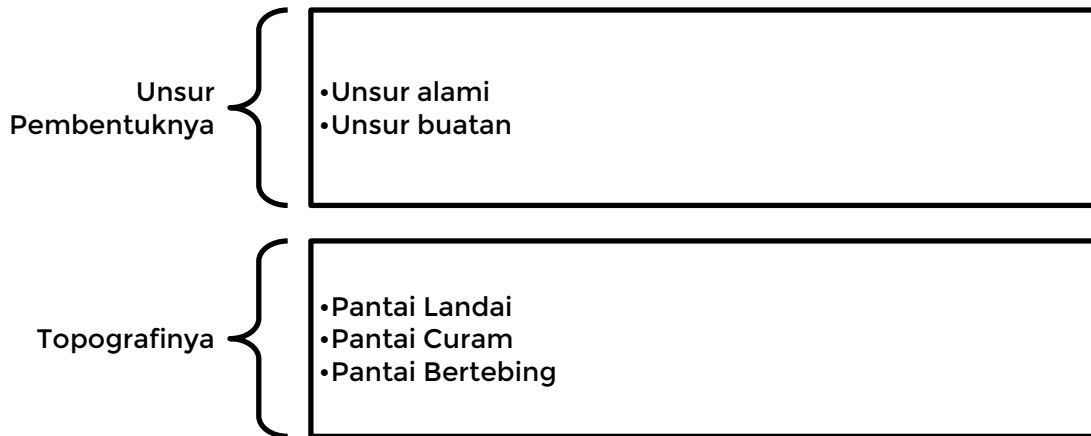 Unsur
Pembentuknya
•Unsur alami
•Unsur buatan
Topografinya
•Pantai Landai
•Pantai Curam
•Pantai Bertebing